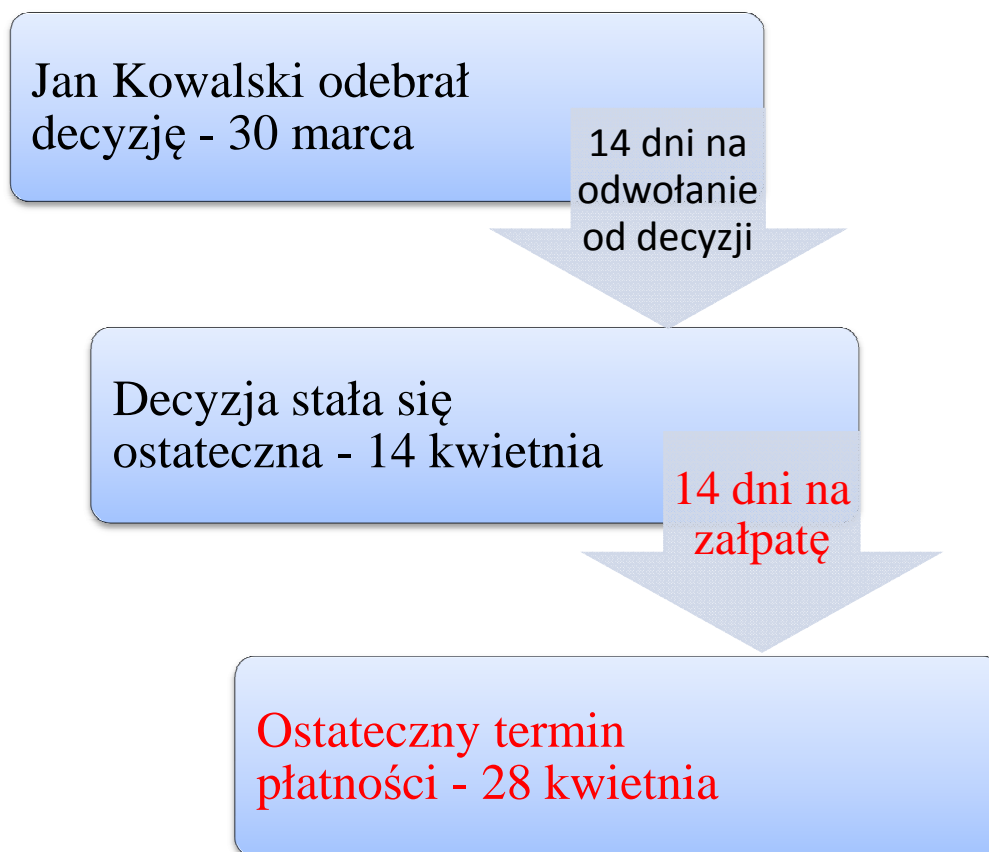 Jan Kowalski odebrał
decyzję - 30 marca
14 dni na
odwołanie
od decyzji
Decyzja stała się
ostateczna - 14 kwietnia
14 dni na
załpatę
Ostateczny termin
płatności - 28 kwietnia